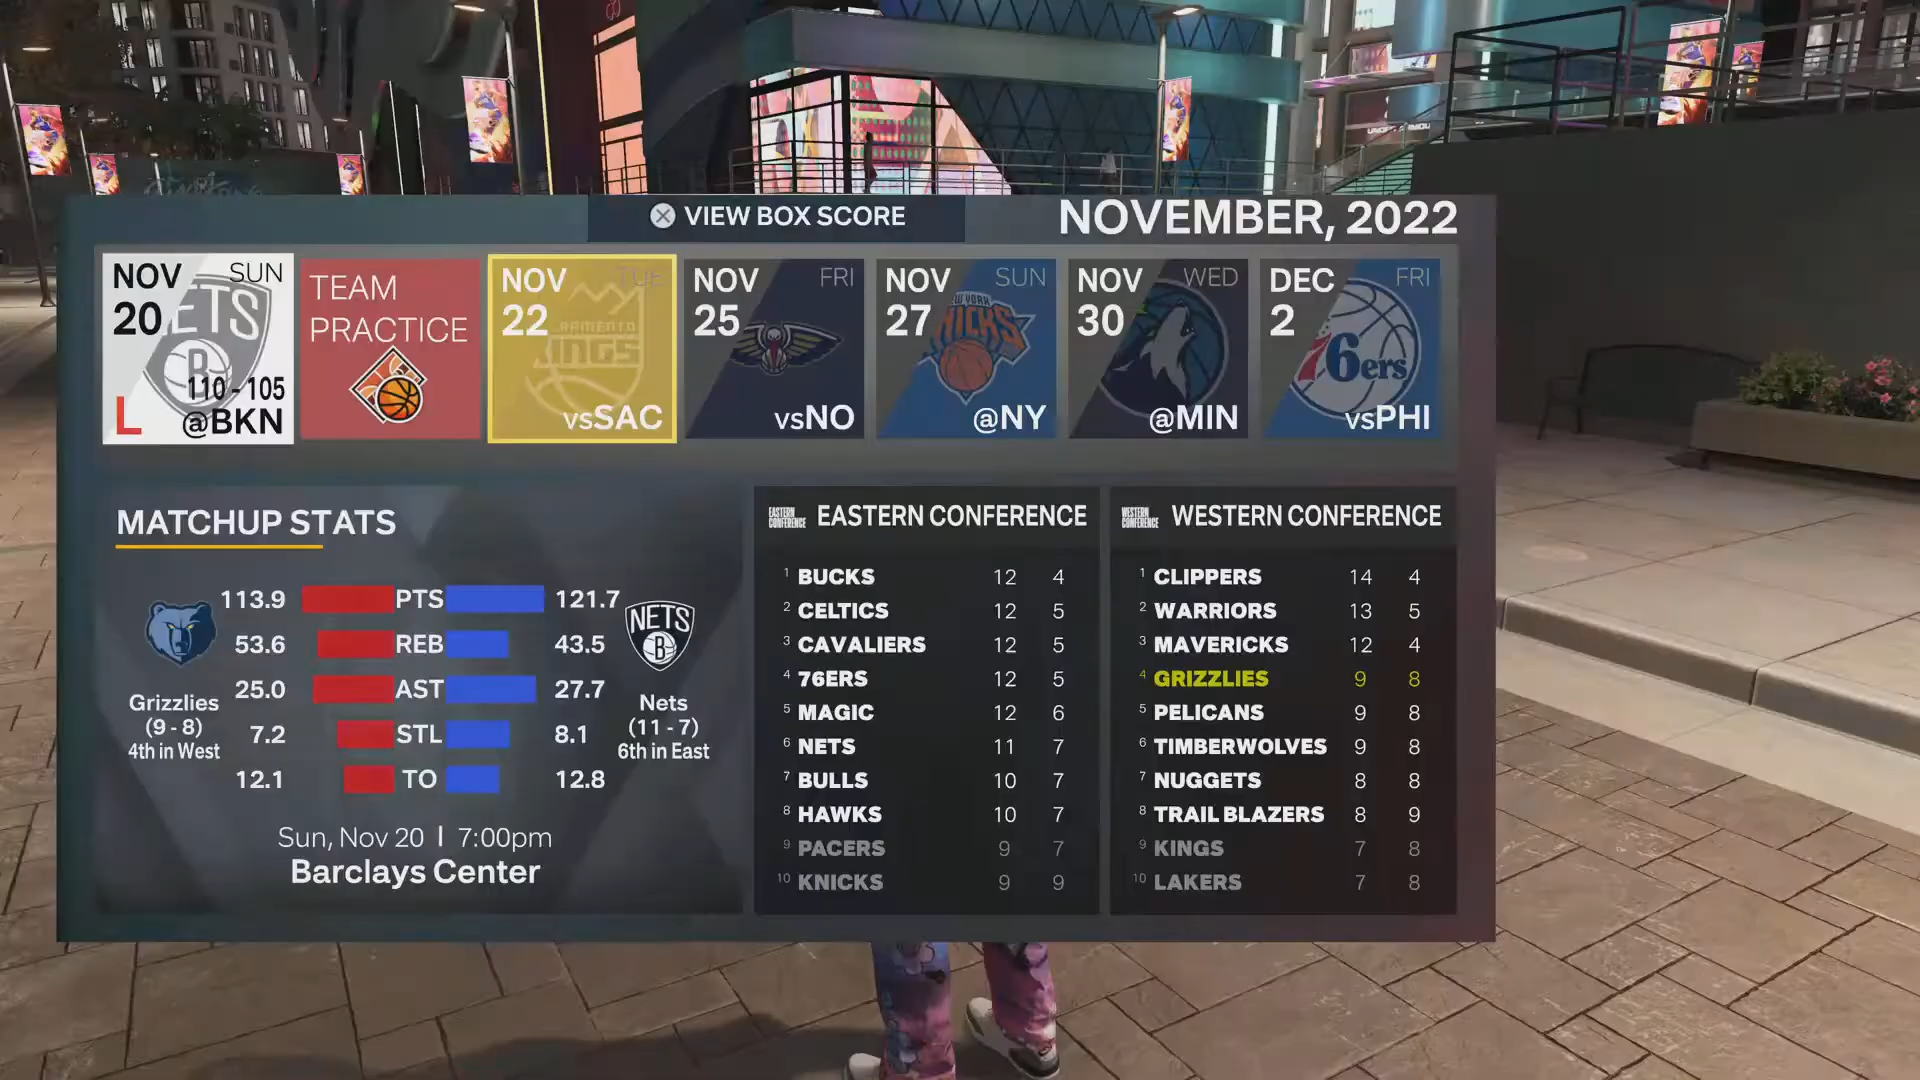 VIEW BOX SCORE
NOVEMBER, 2022
NOV SUN
20
110 - 105
L @BKN
TEAM
PRACTICE
NOV TUE
22
vsSAC
NOV FRI
25
vsNO
NOV SUN
27
@NY
NOV WED
30
@MIN
DEC FRI
2
vsPHI
MATCHUP STATS
113.9 PTS 121.7
53.6 REB 43.5
25.0 AST 27.7
7.2 STL 8.1
12.1 TO 12.8
Grizzlies
(9 - 8)
4th in West
NETS
B
Nets
(11 - 7)
6th in East
Sun, Nov 20 | 7:00pm
Barclays Center
EASTERN CONFERENCE
1 BUCKS 12 4
2 CELTICS 12 5
3 CAVALIERS 12 5
4 76ERS 12 5
5 MAGIC 12 6
6 NETS 11 7
7 BULLS 10 7
8 HAWKS 10 7
9 PACERS 9 7
10 KNICKS 9 9
WESTERN CONFERENCE
1 CLIPPERS 14 4
2 WARRIORS 13 5
3 MAVERICKS 12 4
4 GRIZZLIES 9 8
5 PELICANS 9 8
6 TIMBERWOLVES 9 8
7 NUGGETS 8 8
8 TRAIL BLAZERS 8 9
9 KINGS 7 8
10 LAKERS 7 8